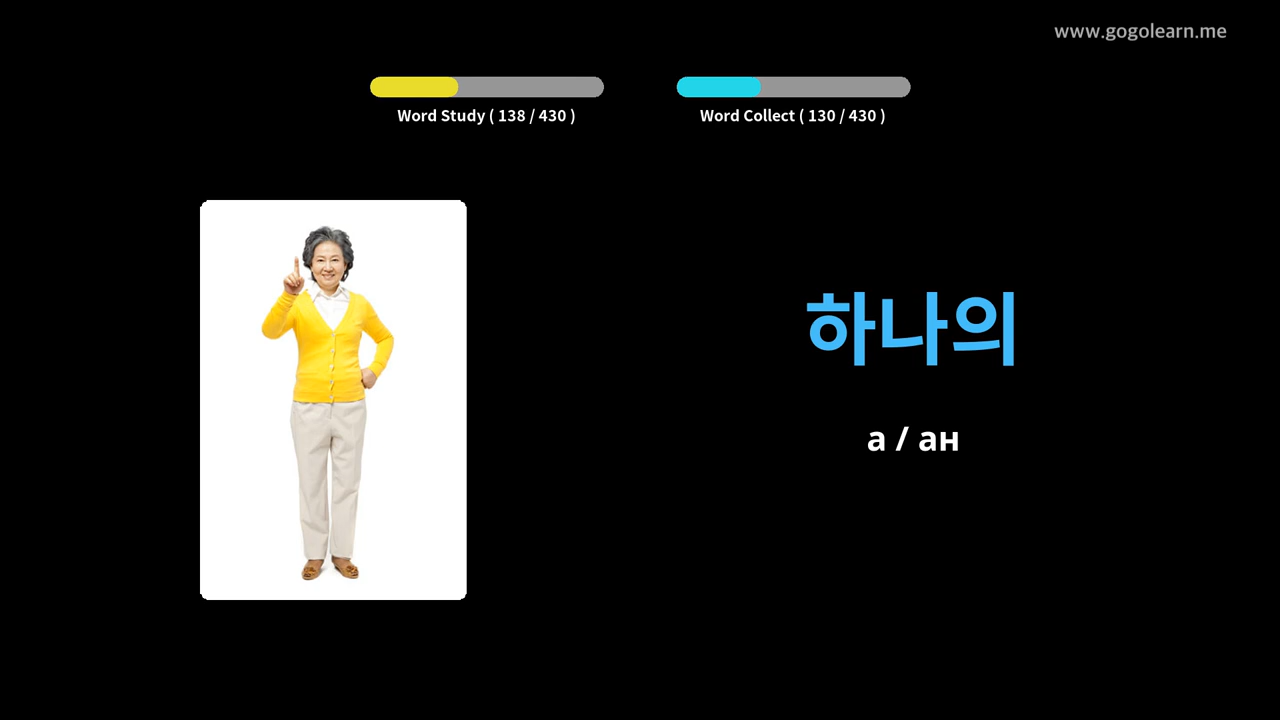 www.gogolearn.me
Word Study ( 138 / 430 )
Word Collect ( 130 / 430 )
하나의
а / ан